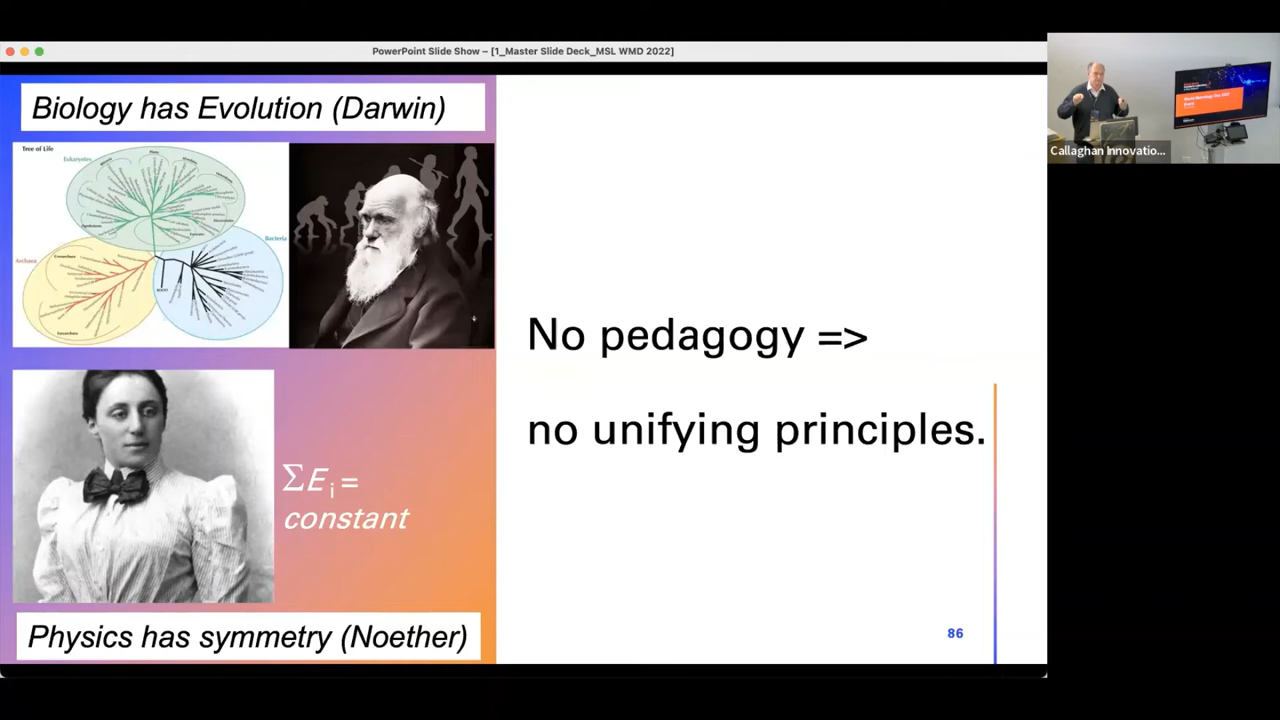 PowerPoint Slide Show – [1_Master Slide Deck_MSL WMD 2022]
Biology has Evolution (Darwin)
Tree of Life
Eukaryotes
Bacteria
Archaea
ΣEi =
constant
Physics has symmetry (Noether)
No pedagogy =>
no unifying principles.
86
Callaghan Innovatio...